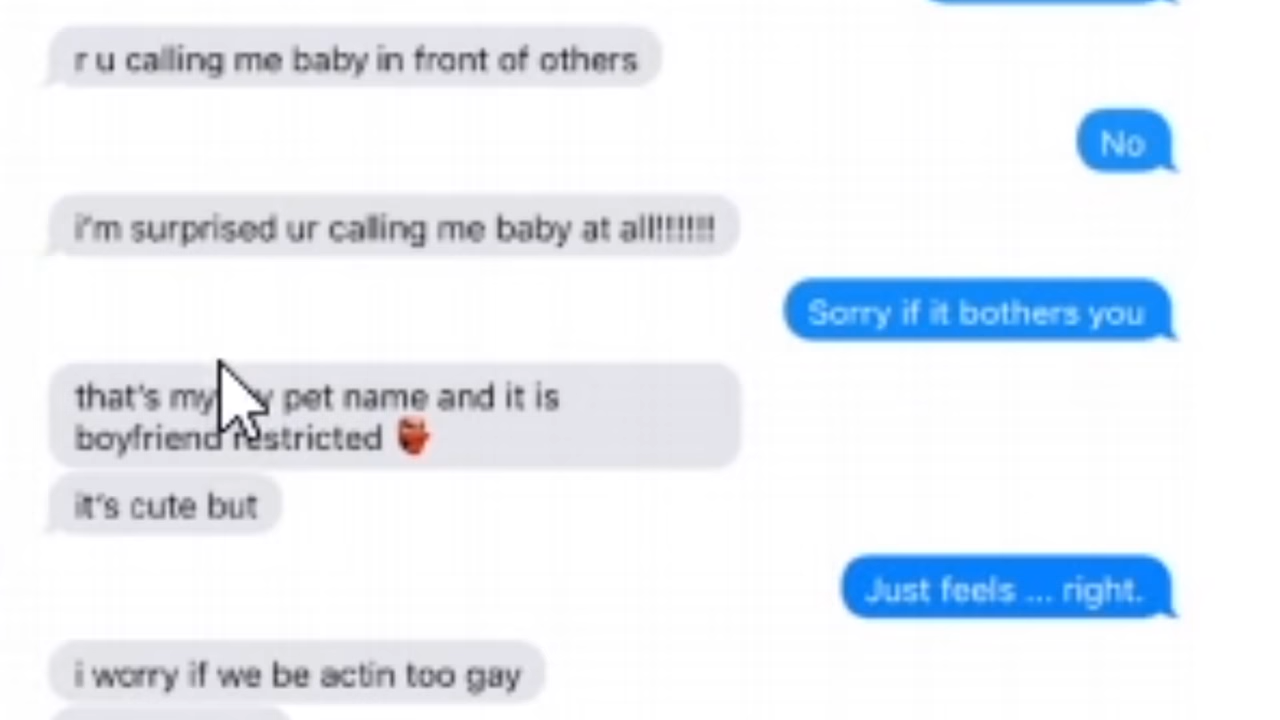 r u calling me baby in front of others
No
i'm surprised ur calling me baby at all!!!!!!!
Sorry if it bothers you
that's my pet name and it is
boyfriend restricted
it's cute but
Just feels ... right.
i worry if we be actin too gay